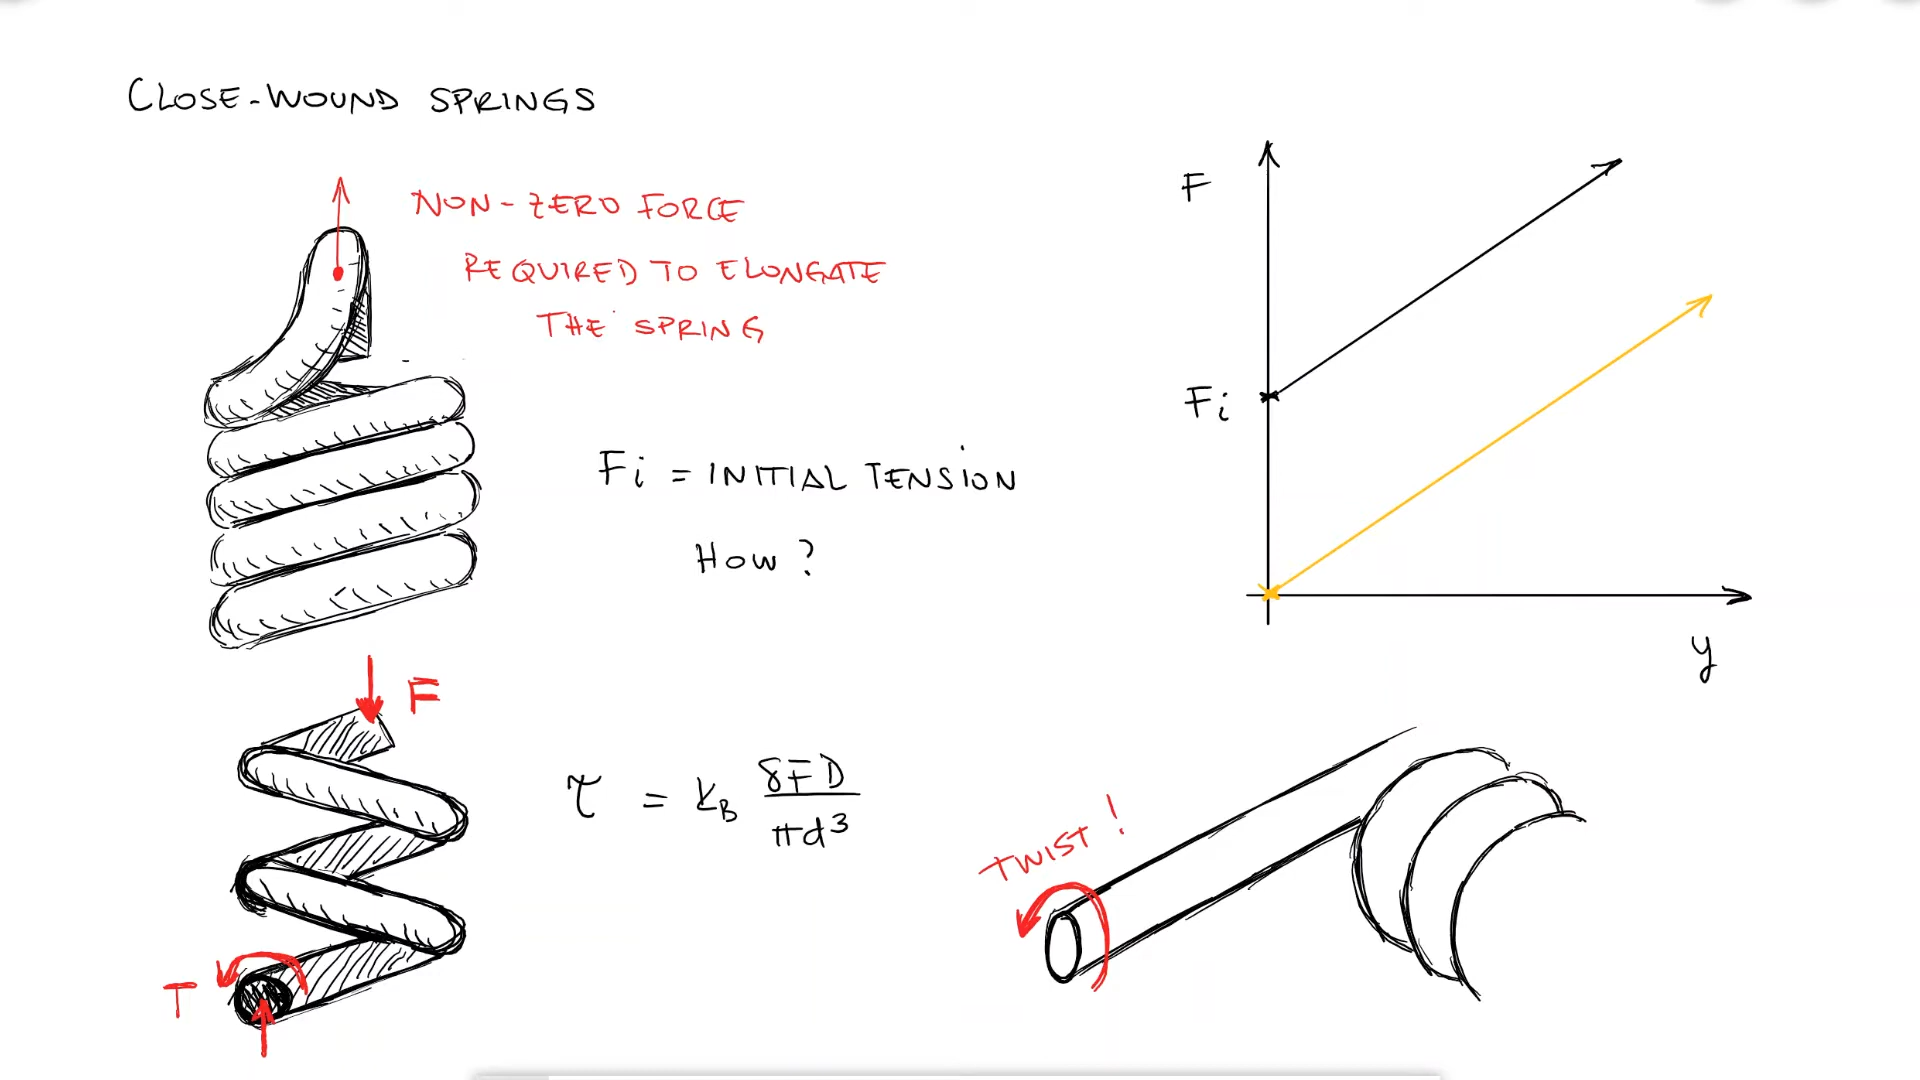 CLOSE-WOUND SPRINGS
NON-ZERO FORCE
REQUIRED TO ELONGATE
THE SPRING
F
Fi
y
Fi = INITIAL TENSION
HOW?
F
T
τ = K_B 8FD / πd³
TWIST!